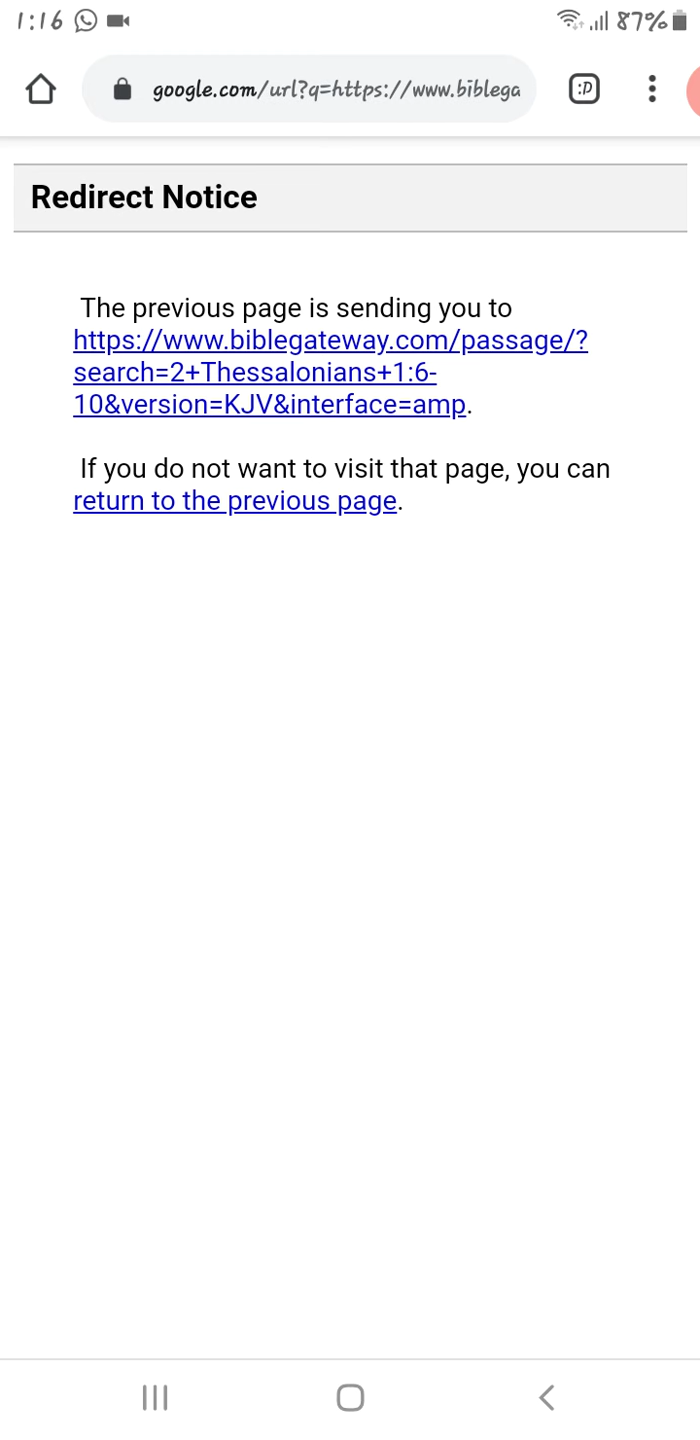 1:16 87%
google.com/url?q=https://www.biblega :D
Redirect Notice
The previous page is sending you to
https://www.biblegateway.com/passage/?
search=2+Thessalonians+1:6-
10&version=KJV&interface=amp.
If you do not want to visit that page, you can
return to the previous page.